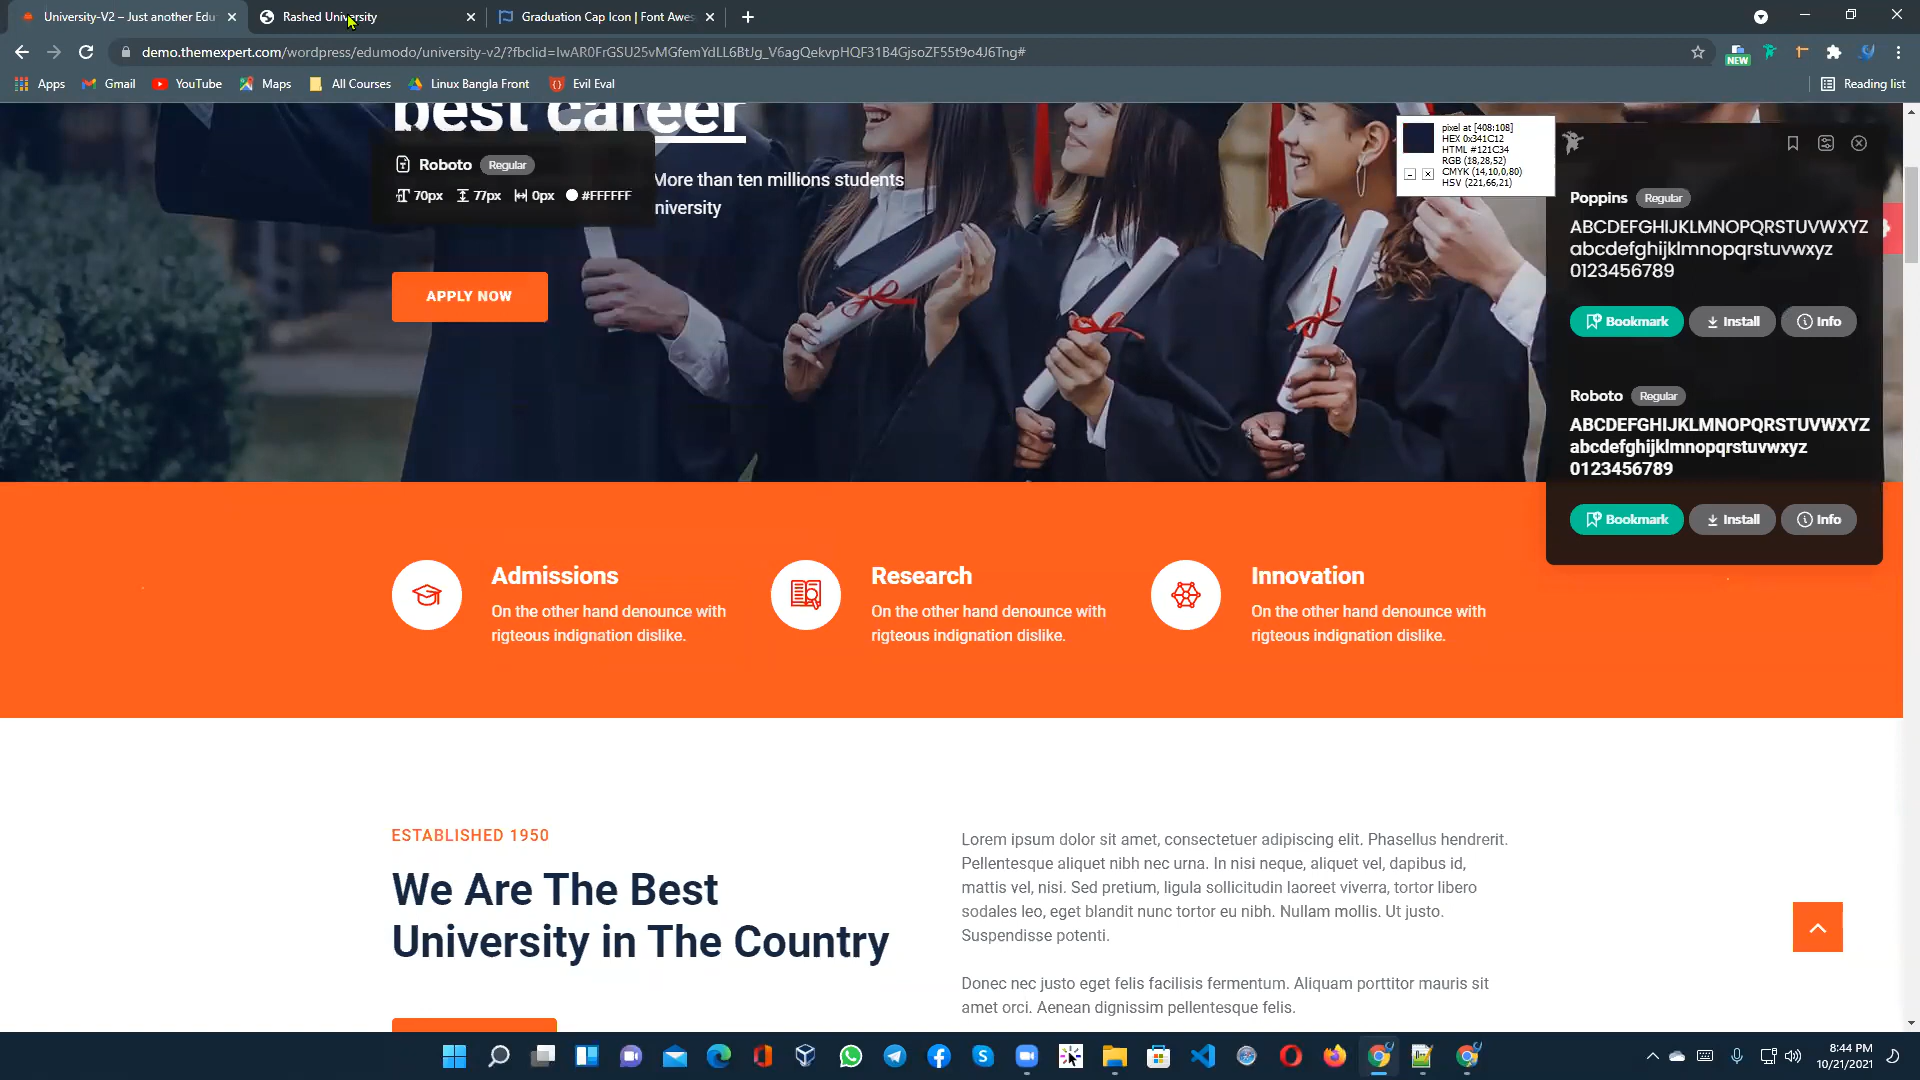 University-V2 – Just another Edu
Rashed University
Graduation Cap Icon | Font Awes
demo.themexpert.com/wordpress/edumodo/university-v2/?fbclid=IwAR0FrGSU25vMGfemYdLL6BtJg_V6agQekvpHQF31B4GjsoZF55t9o4J6Tng#
NEW
Apps
Gmail
YouTube
Maps
All Courses
Linux Bangla Front
Evil Eval
Reading list
best career
Roboto Regular
70px 77px 0px #FFFFFF
More than ten millions students
niversity
APPLY NOW
pixel at [408:108]
HEX 0x341C12
HTML #121C34
RGB (18,28,52)
CMYK (14,10,0,80)
HSV (221,66,21)
Poppins Regular
ABCDEFGHIJKLMNOPQRSTUVWXYZ
abcdefghijklmnopqrstuvwxyz
0123456789
Bookmark Install Info
Roboto Regular
ABCDEFGHIJKLMNOPQRSTUVWXYZ
abcdefghijklmnopqrstuvwxyz
0123456789
Bookmark Install Info
Admissions
On the other hand denounce with
rigteous indignation dislike.
Research
On the other hand denounce with
rigteous indignation dislike.
Innovation
On the other hand denounce with
rigteous indignation dislike.
ESTABLISHED 1950
We Are The Best
University in The Country
Lorem ipsum dolor sit amet, consectetuer adipiscing elit. Phasellus hendrerit.
Pellentesque aliquet nibh nec urna. In nisi neque, aliquet vel, dapibus id,
mattis vel, nisi. Sed pretium, ligula sollicitudin laoreet viverra, tortor libero
sodales leo, eget blandit nunc tortor eu nibh. Nullam mollis. Ut justo.
Suspendisse potenti.
Donec nec justo eget felis facilisis fermentum. Aliquam porttitor mauris sit
amet orci. Aenean dignissim pellentesque felis.
8:44 PM
10/21/2021